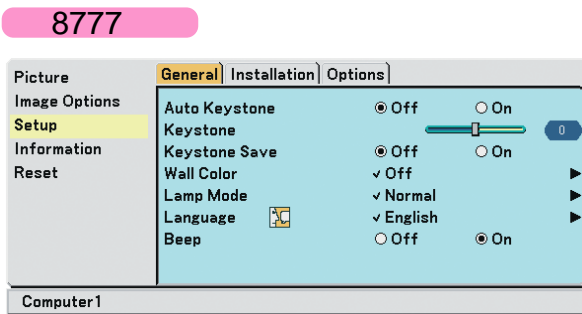 8777
Picture
Image Options
Setup
Information
Reset
General Installation Options
Auto Keystone Off On
Keystone 0
Keystone Save Off On
Wall Color Off
Lamp Mode Normal
Language English
Beep Off On
Computer1